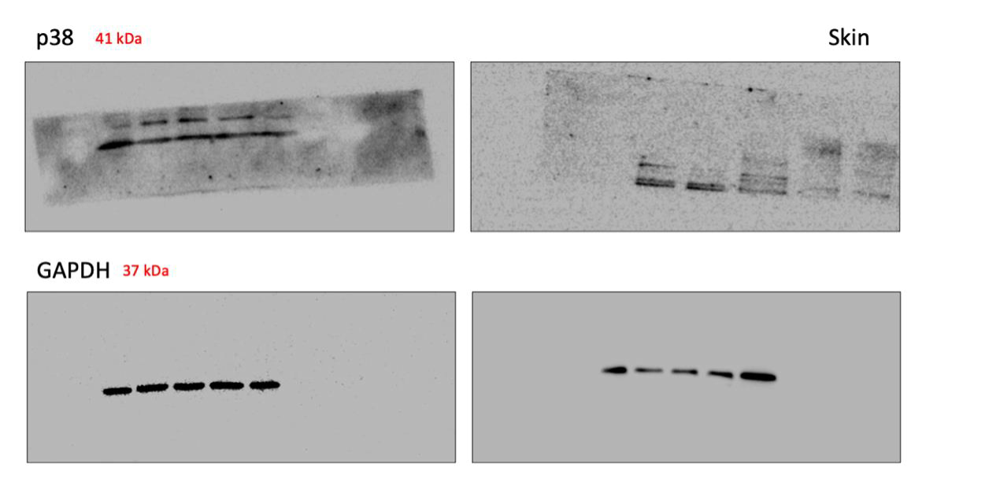 p38 41 kDa
Skin
GAPDH 37 kDa